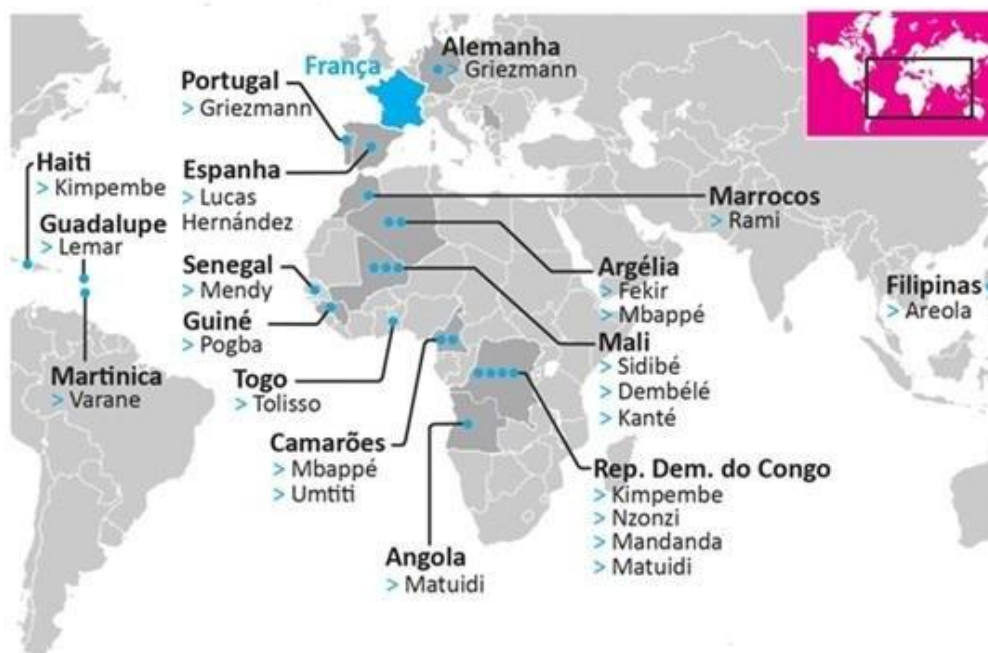 França
Alemanha
> Griezmann
Portugal
> Griezmann
Haiti
> Kimpembe
Espanha
> Lucas
Hernández
Marrocos
> Rami
Guadalupe
> Lemar
Senegal
> Mendy
Argélia
> Fekir
> Mbappé
Filipinas
> Areola
Guiné
> Pogba
Mali
> Sidibé
> Dembélé
> Kanté
Martinica
> Varane
Togo
> Tolisso
Camarões
> Mbappé
> Umtiti
Rep. Dem. do Congo
> Kimpembe
> Nzonzi
> Mandanda
> Matuidi
Angola
> Matuidi